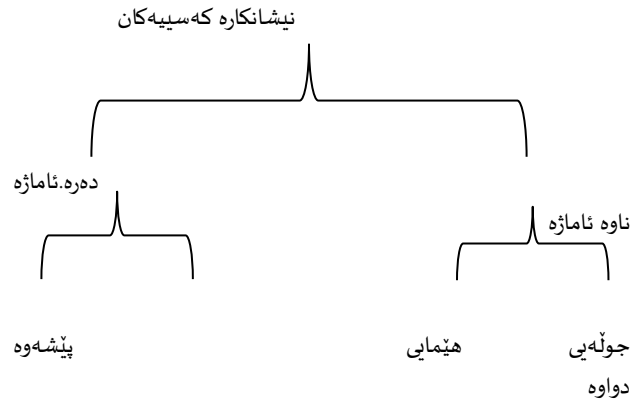 نیشانکارە کەسییەکان
دەرە.ئاماژە
ناوە ئاماژە
جوڵەیی
هێمایی
پێشەوە
دواوە